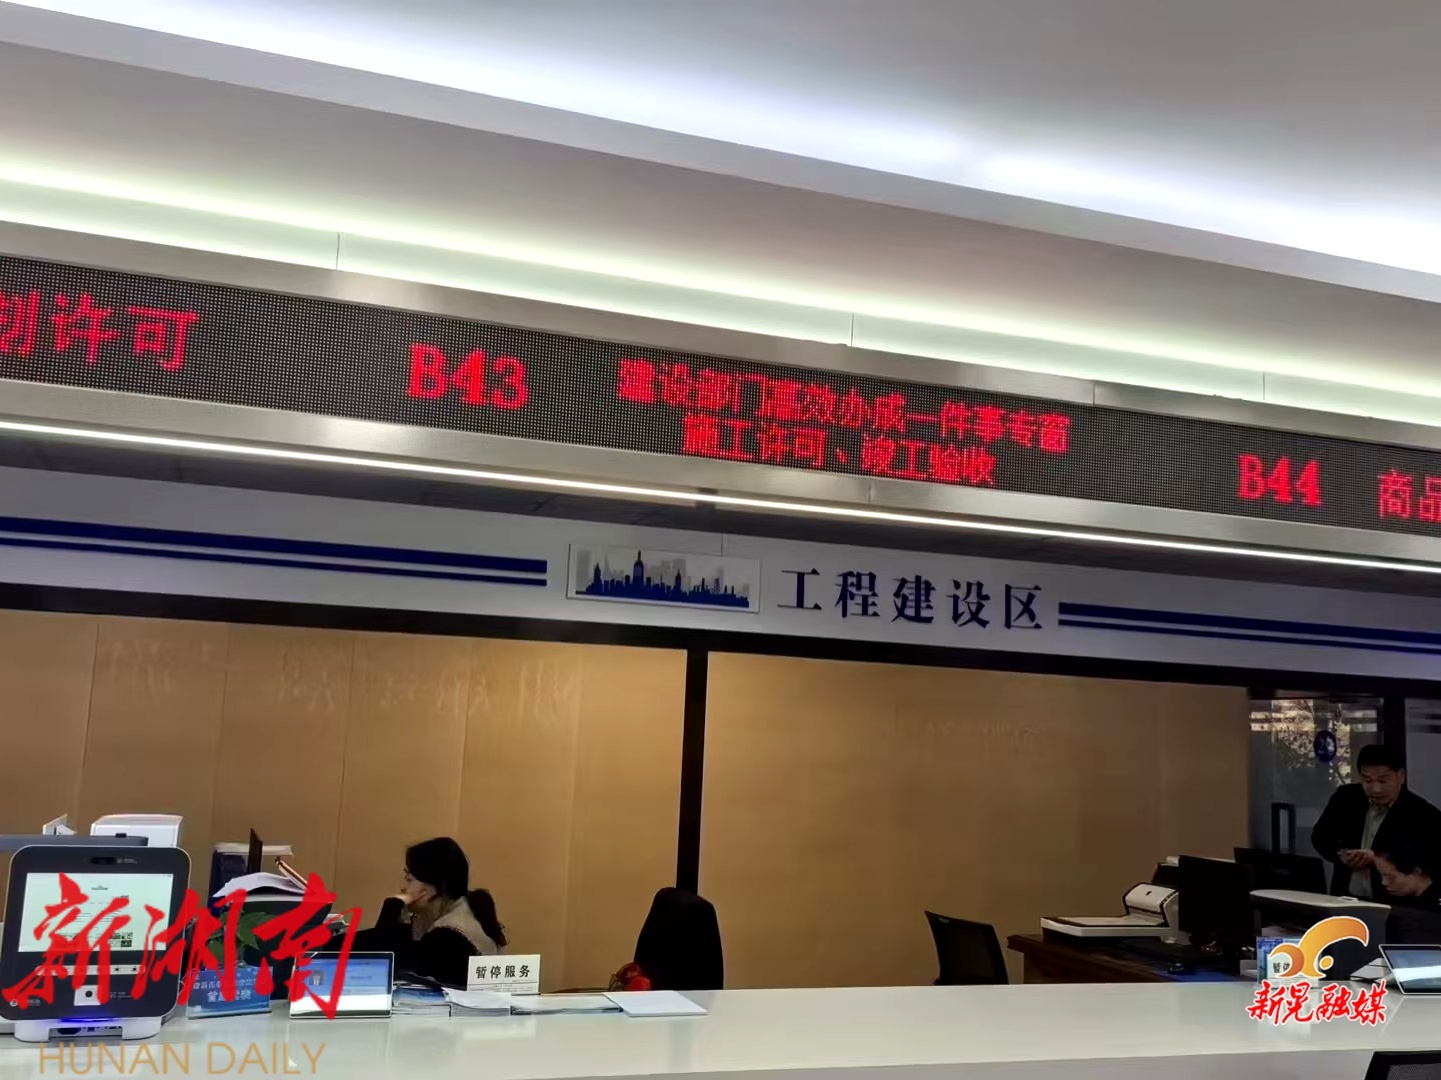 划许可
B43
建设部门高效办成一件事专窗
施工许可、竣工验收
B44
商品
工程建设区
暂停服务
新湖南
HUNAN DAILY
新晃融媒